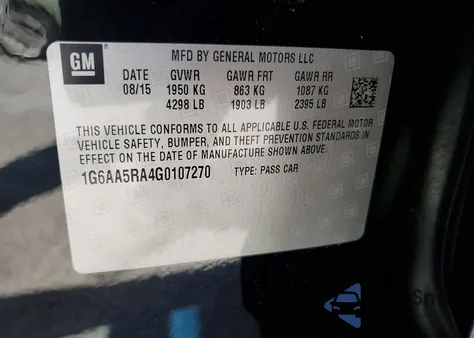 GM
MFD BY GENERAL MOTORS LLC
DATE GVWR GAWR FRT GAWR RR
08/15 1950 KG 863 KG 1087 KG
4298 LB 1903 LB 2395 LB
THIS VEHICLE CONFORMS TO ALL APPLICABLE U.S. FEDERAL MOTOR
VEHICLE SAFETY, BUMPER, AND THEFT PREVENTION STANDARDS IN
EFFECT ON THE DATE OF MANUFACTURE SHOWN ABOVE.
1G6AA5RA4G0107270 TYPE: PASS CAR